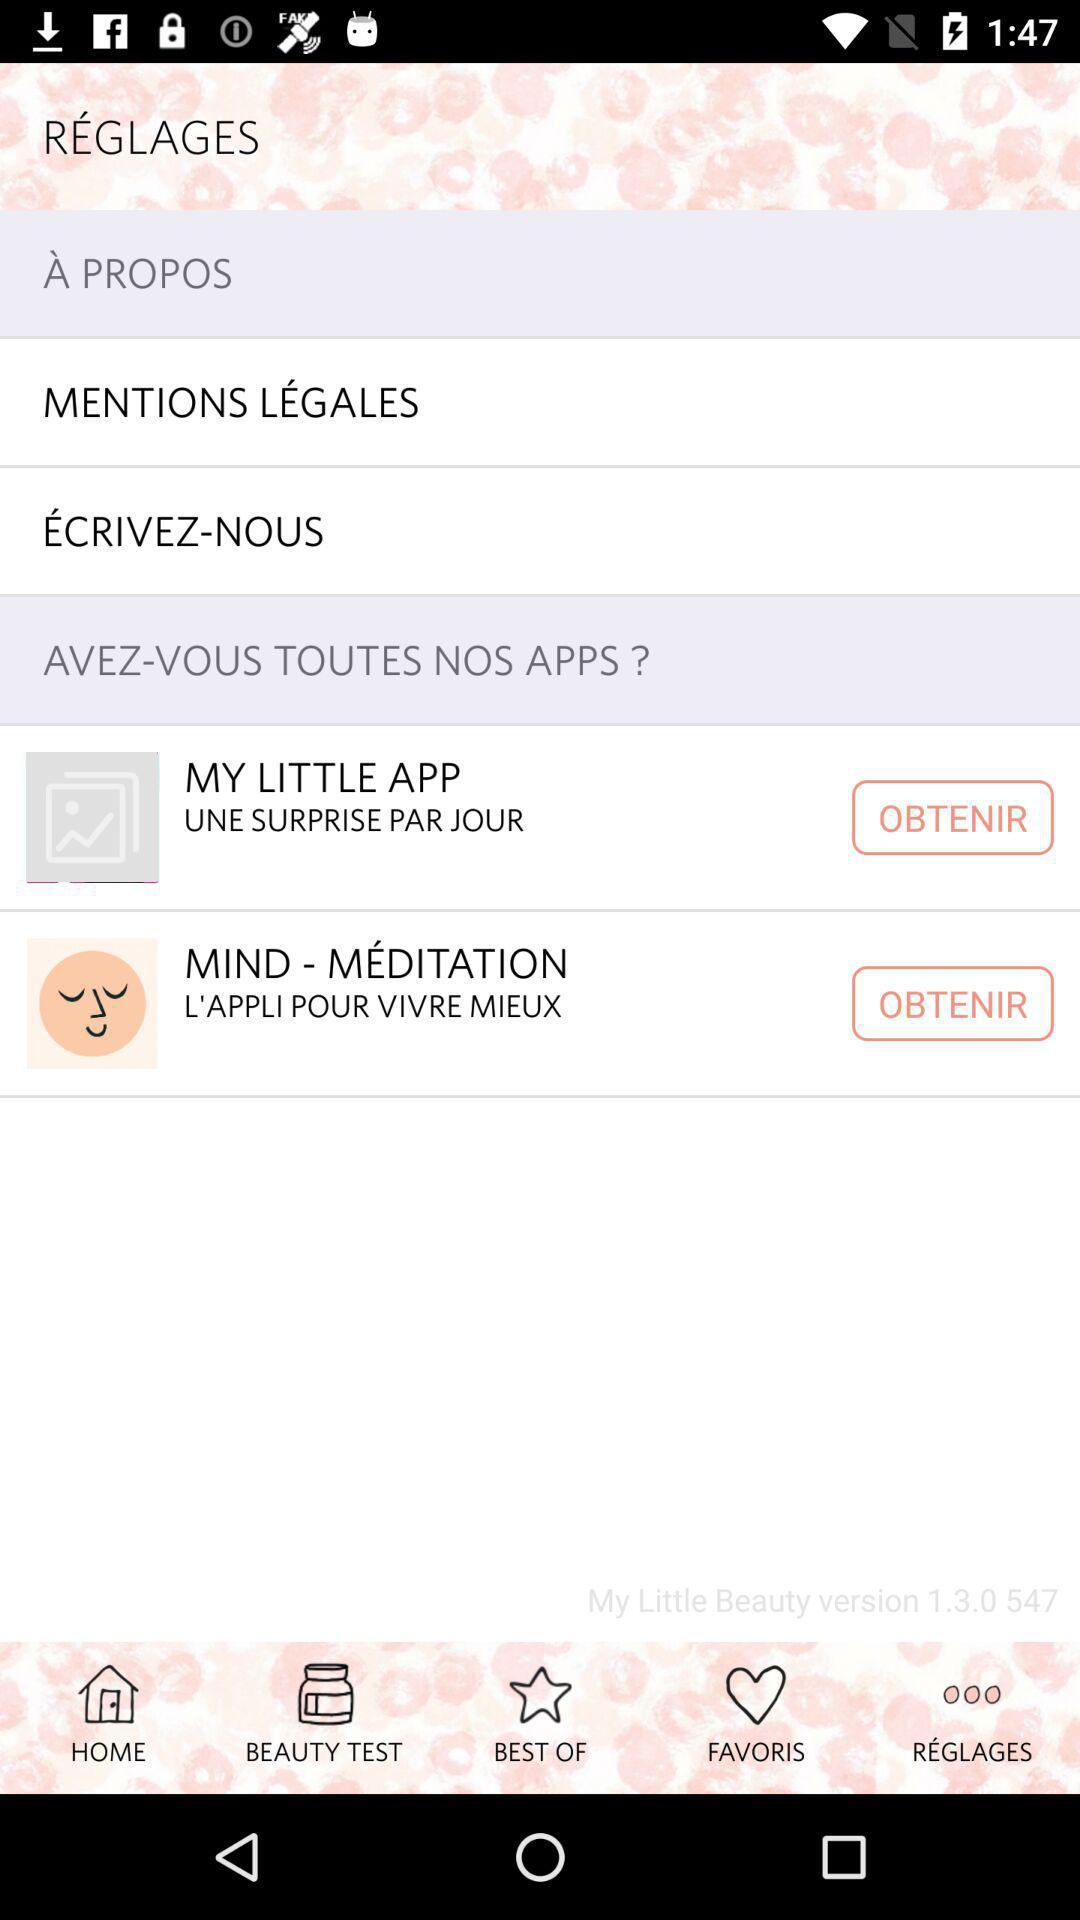 FAKE
1:47
RÉGLAGES
À PROPOS
MENTIONS LÉGALES
ÉCRIVEZ-NOUS
AVEZ-VOUS TOUTES NOS APPS ?
MY LITTLE APP
UNE SURPRISE PAR JOUR
OBTENIR
MIND - MÉDITATION
L'APPLI POUR VIVRE MIEUX
OBTENIR
My Little Beauty version 1.3.0 547
HOME BEAUTY TEST BEST OF FAVORIS RÉGLAGES